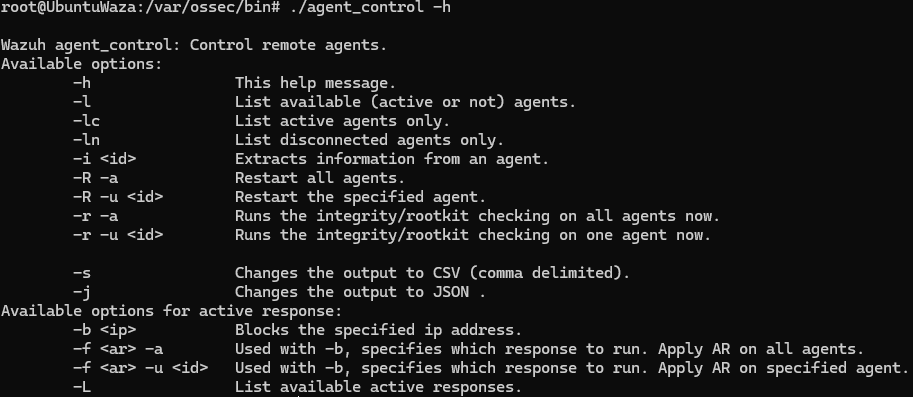 root@UbuntuWaza:/var/ossec/bin# ./agent_control -h
Wazuh agent_control: Control remote agents.
Available options:
-h This help message.
-l List available (active or not) agents.
-lc List active agents only.
-ln List disconnected agents only.
-i <id> Extracts information from an agent.
-R -a Restart all agents.
-R -u <id> Restart the specified agent.
-r -a Runs the integrity/rootkit checking on all agents now.
-r -u <id> Runs the integrity/rootkit checking on one agent now.
-s Changes the output to CSV (comma delimited).
-j Changes the output to JSON .
Available options for active response:
-b <ip> Blocks the specified ip address.
-f <ar> -a Used with -b, specifies which response to run. Apply AR on all agents.
-f <ar> -u <id> Used with -b, specifies which response to run. Apply AR on specified agent.
-L List available active responses.